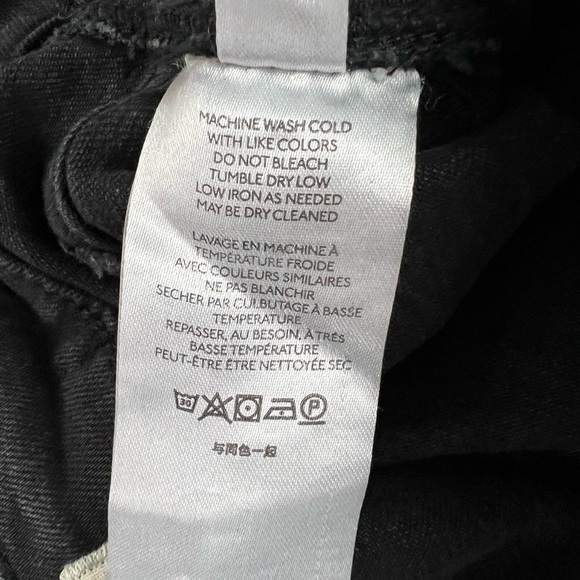 MACHINE WASH COLD
WITH LIKE COLORS
DO NOT BLEACH
TUMBLE DRY LOW
LOW IRON AS NEEDED
MAY BE DRY CLEANED
LAVAGE EN MACHINE À
TEMPÉRATURE FROIDE
AVEC COULEURS SIMILAIRES
NE PAS BLANCHIR
SECHER PAR CULBUTAGE À BASSE
TEMPERATURE
REPASSER, AU BESOIN, À TRÈS
BASSE TEMPÉRATURE
PEUT-ÊTRE ÊTRE NETTOYÉE SEC
30 P
与同色一起